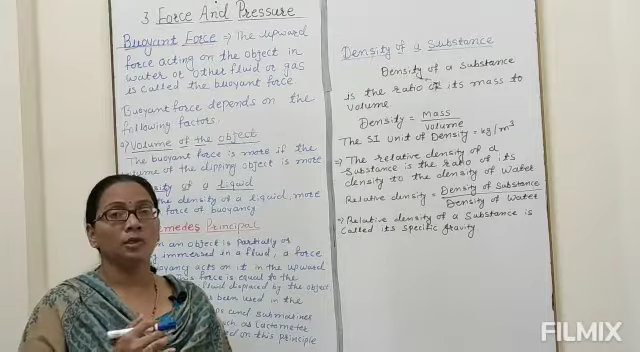 3 Force And Pressure
Buoyant Force ⇒ The upward
force acting on the object in
water or other fluid or gas
is called the buoyant force
Buoyant force depends on the
following factors.
Volume of the object
The buoyant force is more if the
volume of the dipping object is more
of a liquid
the density of a liquid, more
force of buoyancy
Principal
an object is partially or
immersed in a fluid, a force
acts on it in the upward
This force is equal to the
fluid displaced by the object
been used in the
and submarines
such as Lactometer
on this principle
Density of a Substance
Density of a substance
is the ratio of its mass to
volume.
Density = Mass
Volume
The SI Unit of Density = kg/m³
⇒ The relative density of a
substance is the ratio of its
density to the density of water
Relative density = Density of Substance
Density of Water
⇒ Relative density of a Substance is
called its specific gravity
FILMIX